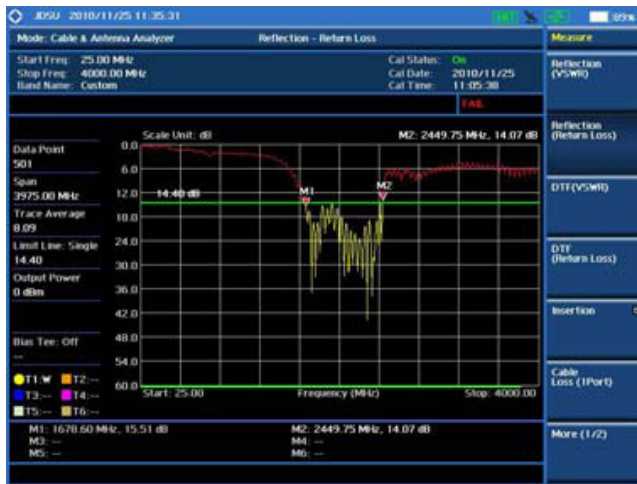 JDSU 2010/11/25 11:35:31
89%
Mode: Cable & Antenna Analyzer Reflection - Return Loss
Measure
Start Freq: 25.00 MHz
Stop Freq: 4000.00 MHz
Band Name: Custom
Cal Status: On
Cal Date: 2010/11/25
Cal Time: 11:05:38
FAIL
Reflection
(VSWR)
Reflection
(Return Loss)
DTF(VSWR)
DTF
(Return Loss)
Insertion
Cable
Loss (1Port)
More (1/2)
Data Point
501
Span
3975.00 MHz
Trace Average
Limit Line: Single
14.40
Output Power
0 dBm
Bias Tee: Off
--
T1:W T2:--
T3:-- T4:--
T5:-- T6:--
Scale Unit: dB M2: 2449.75 MHz, 14.07 dB
0.0
6.0
12.0
18.0
24.0
30.0
36.0
42.0
48.0
54.0
60.0
14.40 dB
M1
M2
Start: 25.00 Frequency (MHz) Stop: 4000.00
M1: 1678.60 MHz, 15.51 dB M2: 2449.75 MHz, 14.07 dB
M3: -- M4: --
M5: -- M6: --